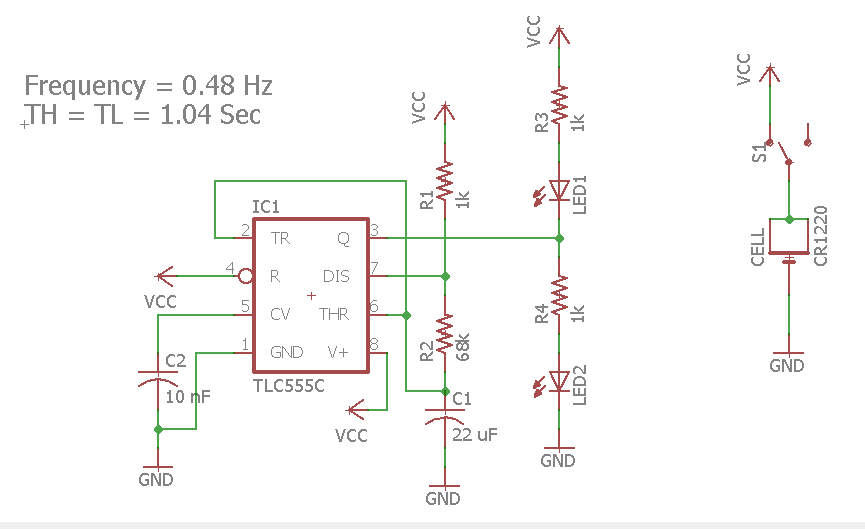 Frequency = 0.48 Hz
TH = TL = 1.04 Sec
VCC
R3
1k
LED1
VCC
R1
1k
VCC
S1
CELL
CR1220
GND
IC1
2
TR
Q
3
4
R
DIS
7
5
CV
THR
6
1
GND
V+
8
TLC555C
VCC
C2
10 nF
GND
VCC
R2
68k
C1
22 uF
GND
R4
1k
LED2
GND